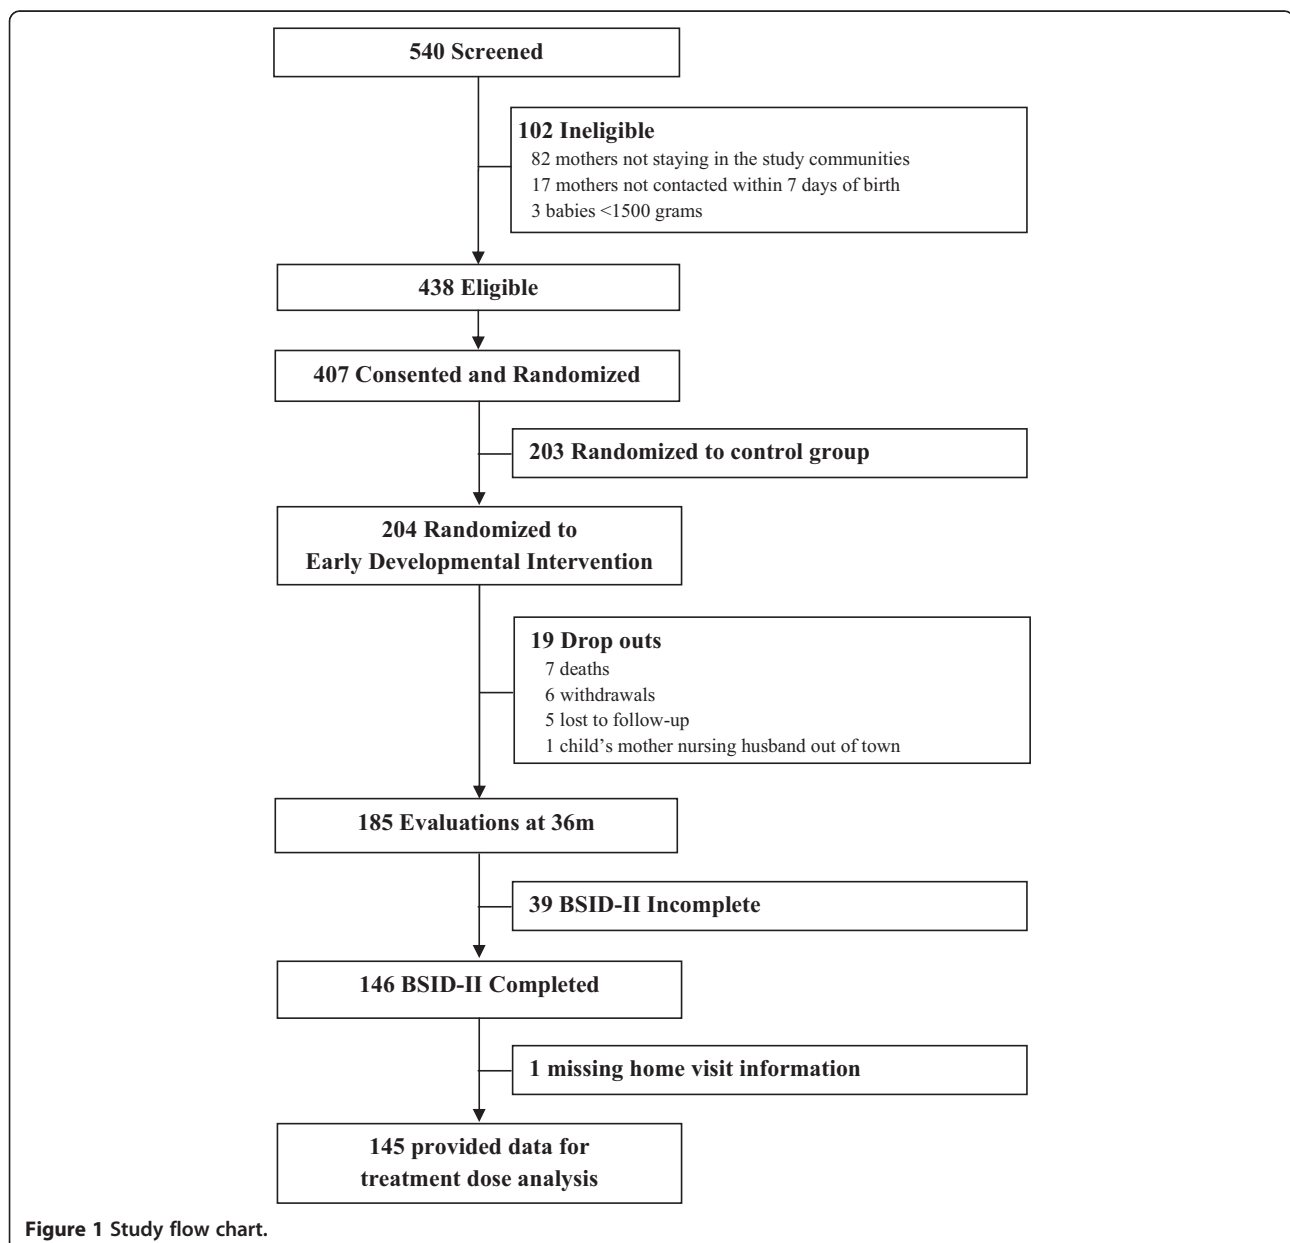 540 Screened
102 Ineligible
82 mothers not staying in the study communities
17 mothers not contacted within 7 days of birth
3 babies <1500 grams
438 Eligible
407 Consented and Randomized
203 Randomized to control group
204 Randomized to
Early Developmental Intervention
19 Drop outs
7 deaths
6 withdrawals
5 lost to follow-up
1 child’s mother nursing husband out of town
185 Evaluations at 36m
39 BSID-II Incomplete
146 BSID-II Completed
1 missing home visit information
145 provided data for
treatment dose analysis
Figure 1 Study flow chart.